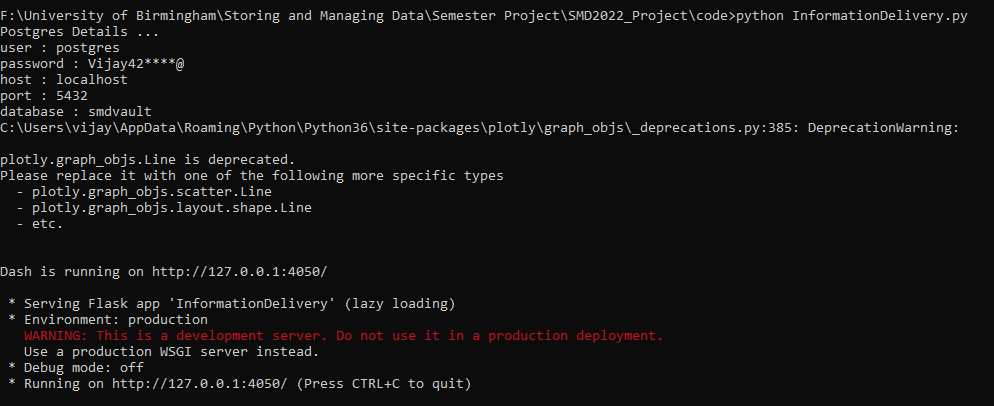 F:\University of Birmingham\Storing and Managing Data\Semester Project\SMD2022_Project\code>python InformationDelivery.py
Postgres Details ...
user : postgres
password : Vijay42****@
host : localhost
port : 5432
database : smdvault
C:\Users\vijay\AppData\Roaming\Python\Python36\site-packages\plotly\graph_objs\_deprecations.py:385: DeprecationWarning:
plotly.graph_objs.Line is deprecated.
Please replace it with one of the following more specific types
- plotly.graph_objs.scatter.Line
- plotly.graph_objs.layout.shape.Line
- etc.
Dash is running on http://127.0.0.1:4050/
* Serving Flask app 'InformationDelivery' (lazy loading)
* Environment: production
WARNING: This is a development server. Do not use it in a production deployment.
Use a production WSGI server instead.
* Debug mode: off
* Running on http://127.0.0.1:4050/ (Press CTRL+C to quit)